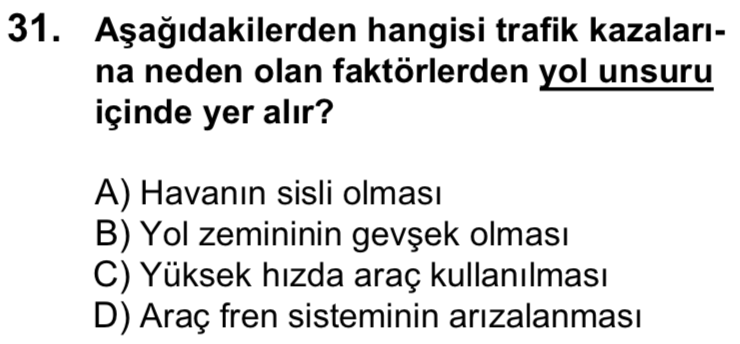 31. Aşağıdakilerden hangisi trafik kazaları-
na neden olan faktörlerden yol unsuru
içinde yer alır?
A) Havanın sisli olması
B) Yol zemininin gevşek olması
C) Yüksek hızda araç kullanılması
D) Araç fren sisteminin arızalanması